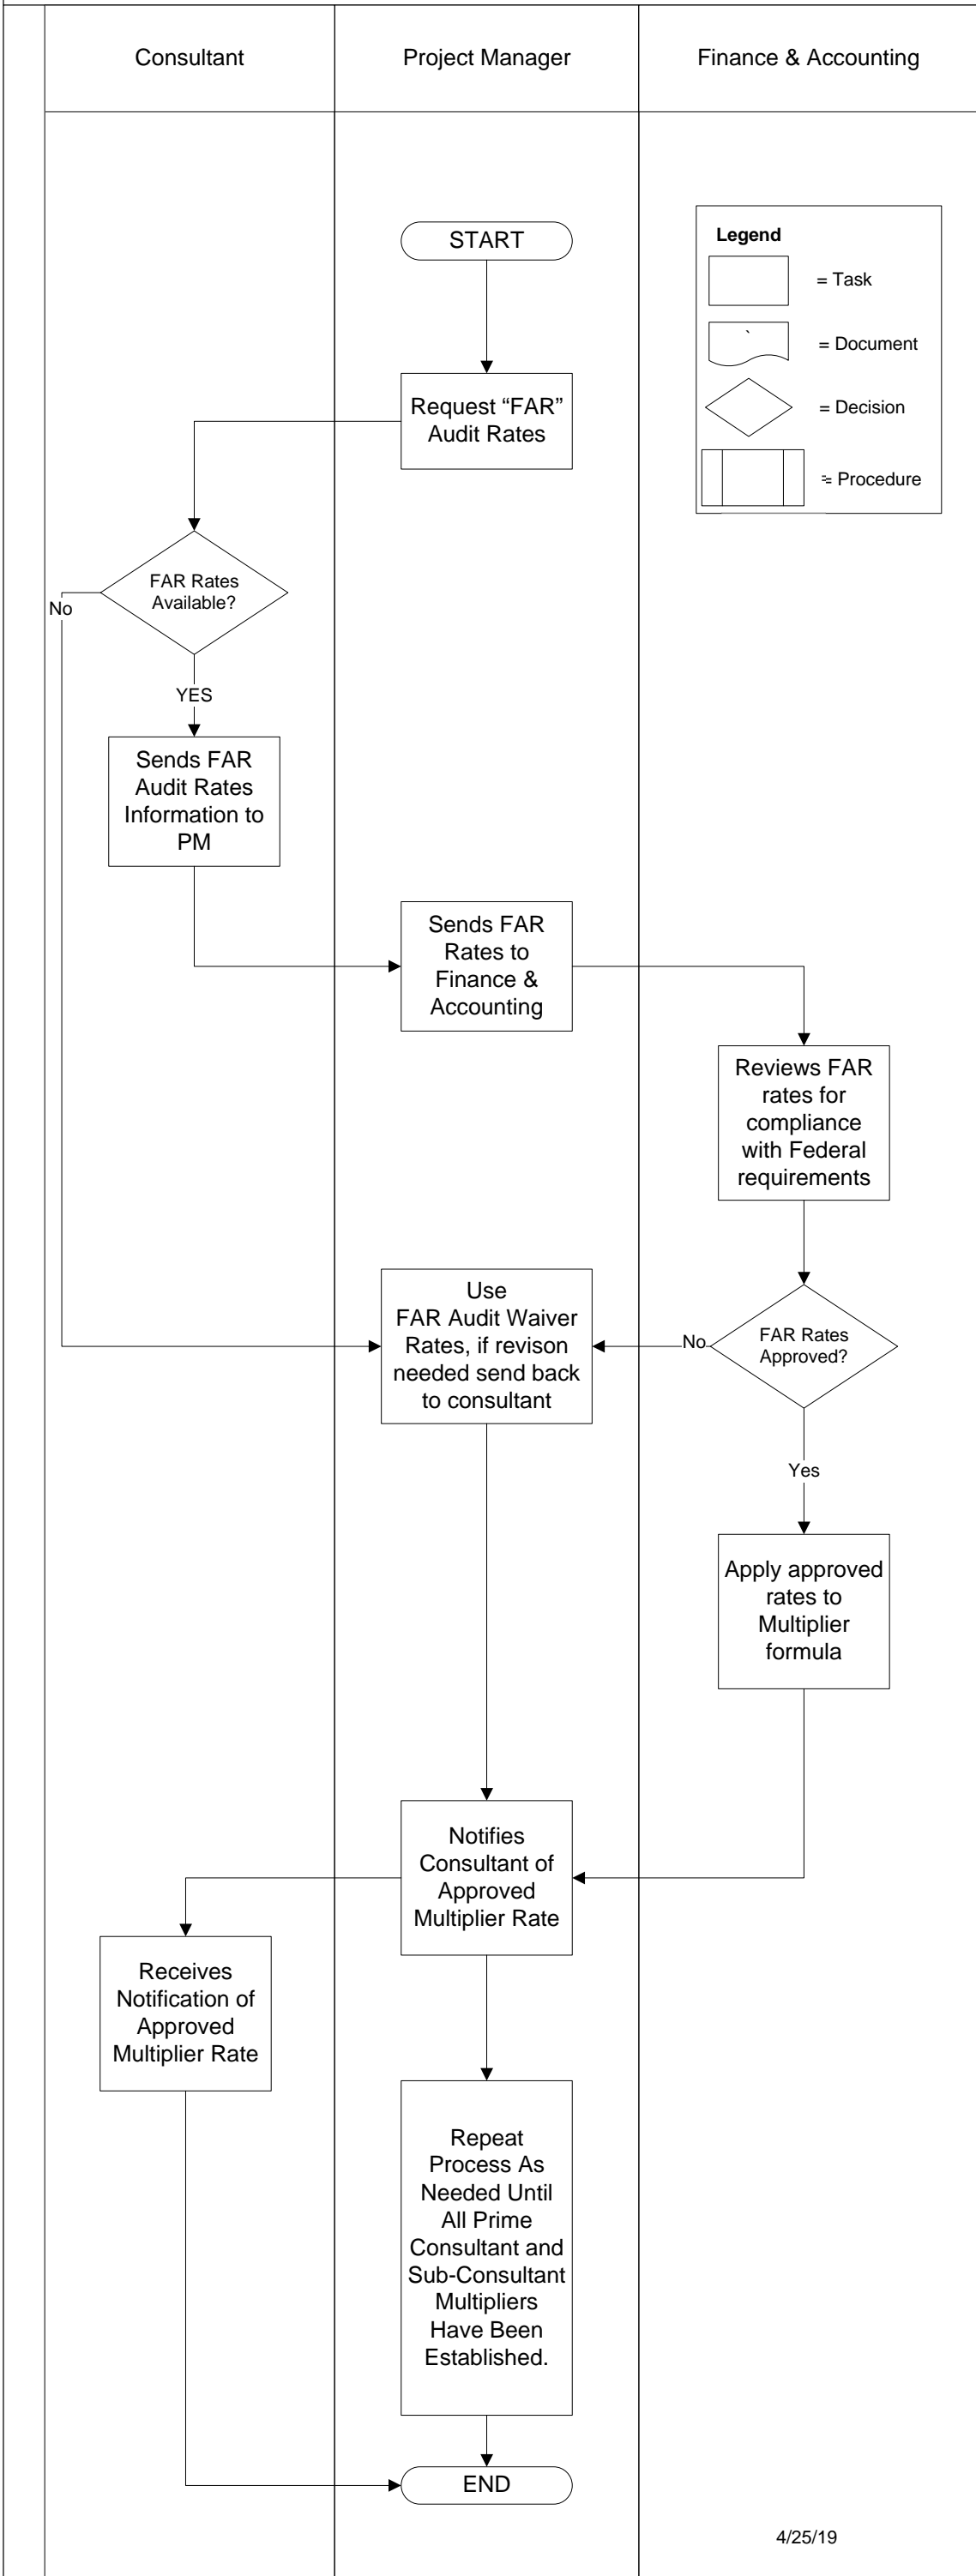 Consultant
Project Manager
Finance & Accounting
START
Legend
= Task
`
= Document
= Decision
= Procedure
Request “FAR”
Audit Rates
FAR Rates
Available?
No
YES
Sends FAR
Audit Rates
Information to
PM
Sends FAR
Rates to
Finance &
Accounting
Reviews FAR
rates for
compliance
with Federal
requirements
Use
FAR Audit Waiver
Rates, if revison
needed send back
to consultant
No
FAR Rates
Approved?
Yes
Apply approved
rates to
Multiplier
formula
Notifies
Consultant of
Approved
Multiplier Rate
Receives
Notification of
Approved
Multiplier Rate
Repeat
Process As
Needed Until
All Prime
Consultant and
Sub-Consultant
Multipliers
Have Been
Established.
END
4/25/19